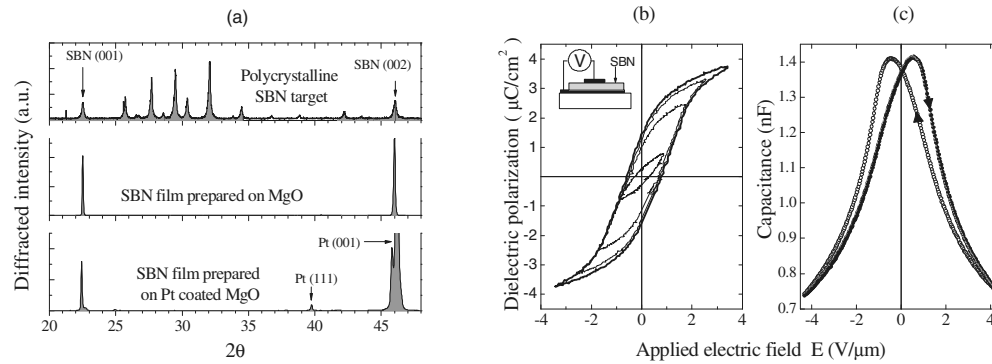 (a)
SBN (001)
Polycrystalline
SBN target
SBN (002)
SBN film prepared on MgO
Pt (001)
SBN film prepared
on Pt coated MgO
Pt (111)
Diffracted intensity (a.u.)
20 25 30 35 40 45
2θ
(b)
V
SBN
Dielectric polarization ( μC/cm2)
4
3
2
1
0
-1
-2
-3
-4
-4 -2 0 2 4
(c)
Capacitance (nF)
1.4
1.3
1.2
1.1
1.0
0.9
0.8
0.7
-4 -2 0 2 4
Applied electric field E (V/μm)